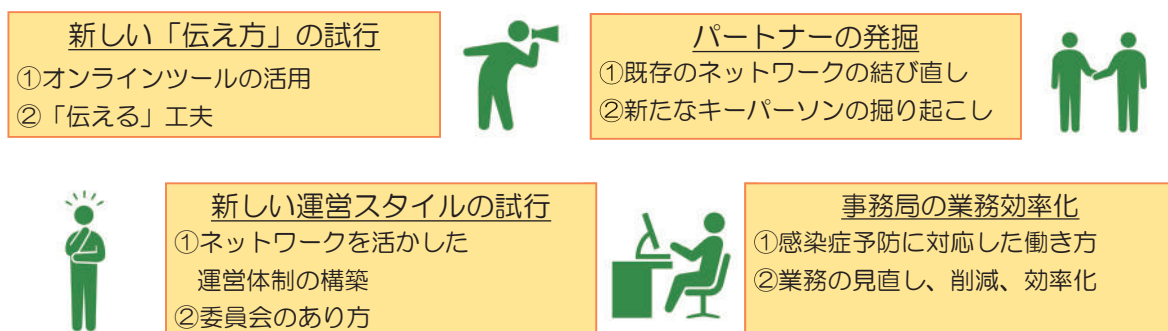 新しい「伝え方」の試行
①オンラインツールの活用
②「伝える」工夫
パートナーの発掘
①既存のネットワークの結び直し
②新たなキーパーソンの掘り起こし
新しい運営スタイルの試行
①ネットワークを活かした
運営体制の構築
②委員会のあり方
事務局の業務効率化
①感染症予防に対応した働き方
②業務の見直し、削減、効率化